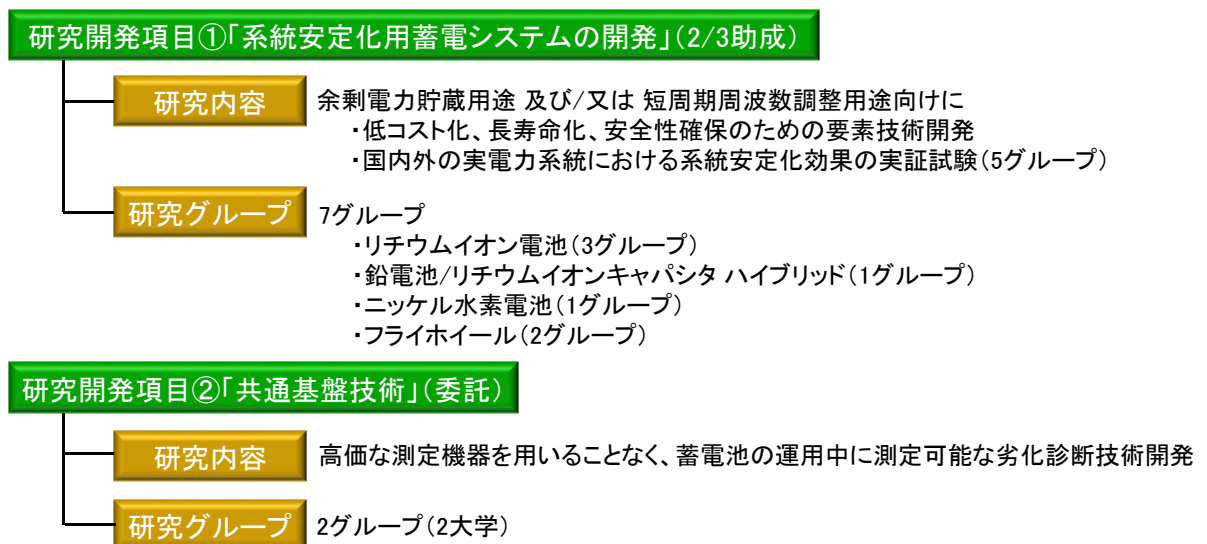 研究開発項目①「系統安定化用蓄電システムの開発」(2/3助成)
研究内容
余剰電力貯蔵用途 及び/又は 短周期周波数調整用途向けに
・低コスト化、長寿命化、安全性確保のための要素技術開発
・国内外の実電力系統における系統安定化効果の実証試験(5グループ)
研究グループ
7グループ
・リチウムイオン電池(3グループ)
・鉛電池/リチウムイオンキャパシタ ハイブリッド(1グループ)
・ニッケル水素電池(1グループ)
・フライホイール(2グループ)
研究開発項目②「共通基盤技術」(委託)
研究内容
高価な測定機器を用いることなく、蓄電池の運用中に測定可能な劣化診断技術開発
研究グループ
2グループ(2大学)